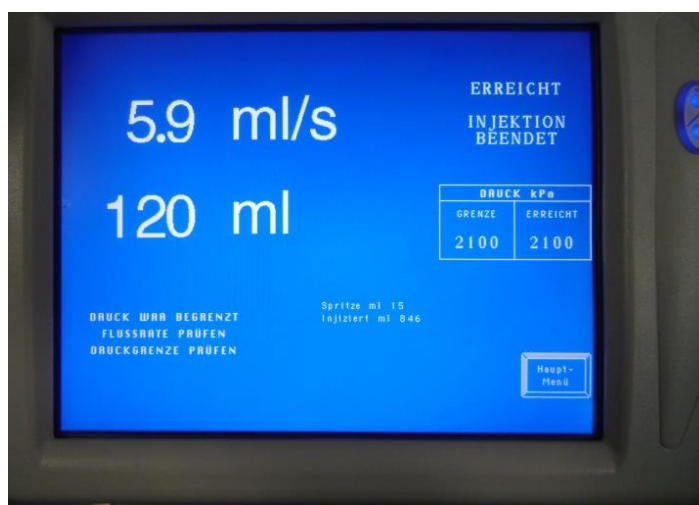 5.9 ml/s
120 ml
ERREICHT
INJEKTION
BEENDET
DRUCK kPa
GRENZE ERREICHT
2100 2100
DRUCK WAR BEGRENZT
FLUSSRATE PRÜFEN
DRUCKGRENZE PRÜFEN
Spritze ml 15
Injiziert ml 846
Haupt-
Menü